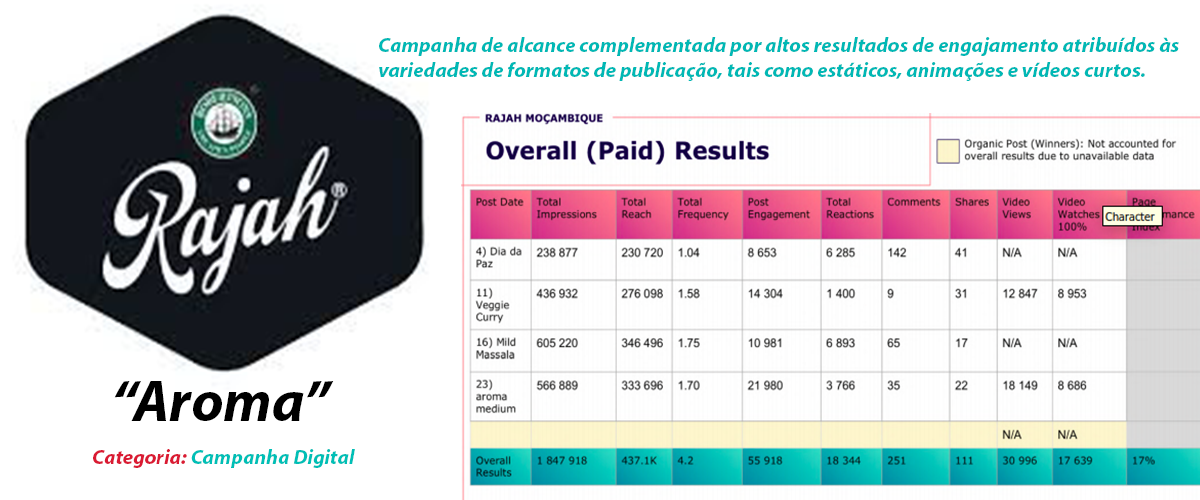 Campanha de alcance complementada por altos resultados de engajamento atribuídos às
variedades de formatos de publicação, tais como estáticos, animações e vídeos curtos.
Rajah®
“Aroma”
Categoria: Campanha Digital
RAJAH MOÇAMBIQUE
Overall (Paid) Results
Organic Post (Winners): Not accounted for
overall results due to unavailable data
Post Date Total Impressions Total Reach Total Frequency Post Engagement Total Reactions Comments Shares Video Views Video Watches 100% Page Index
Character
4) Dia da Paz 238 877 230 720 1.04 8 653 6 285 142 41 N/A N/A
11) Veggie Curry 436 932 276 098 1.58 14 304 1 400 9 31 12 847 8 953
16) Mild Massala 605 220 346 496 1.75 10 981 6 893 65 17 N/A N/A
23) aroma medium 566 889 333 696 1.70 21 980 3 766 35 22 18 149 8 686
N/A N/A
Overall Results 1 847 918 437.1K 4.2 55 918 18 344 251 111 30 996 17 639 17%